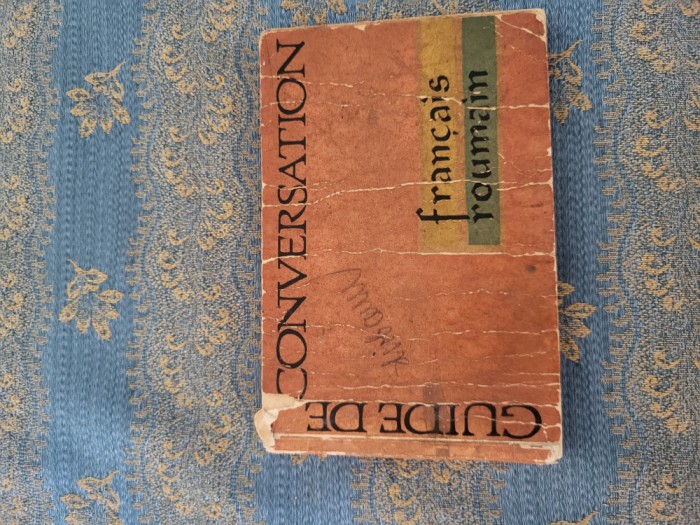 GUIDE DE
CONVERSATION
français
roumain